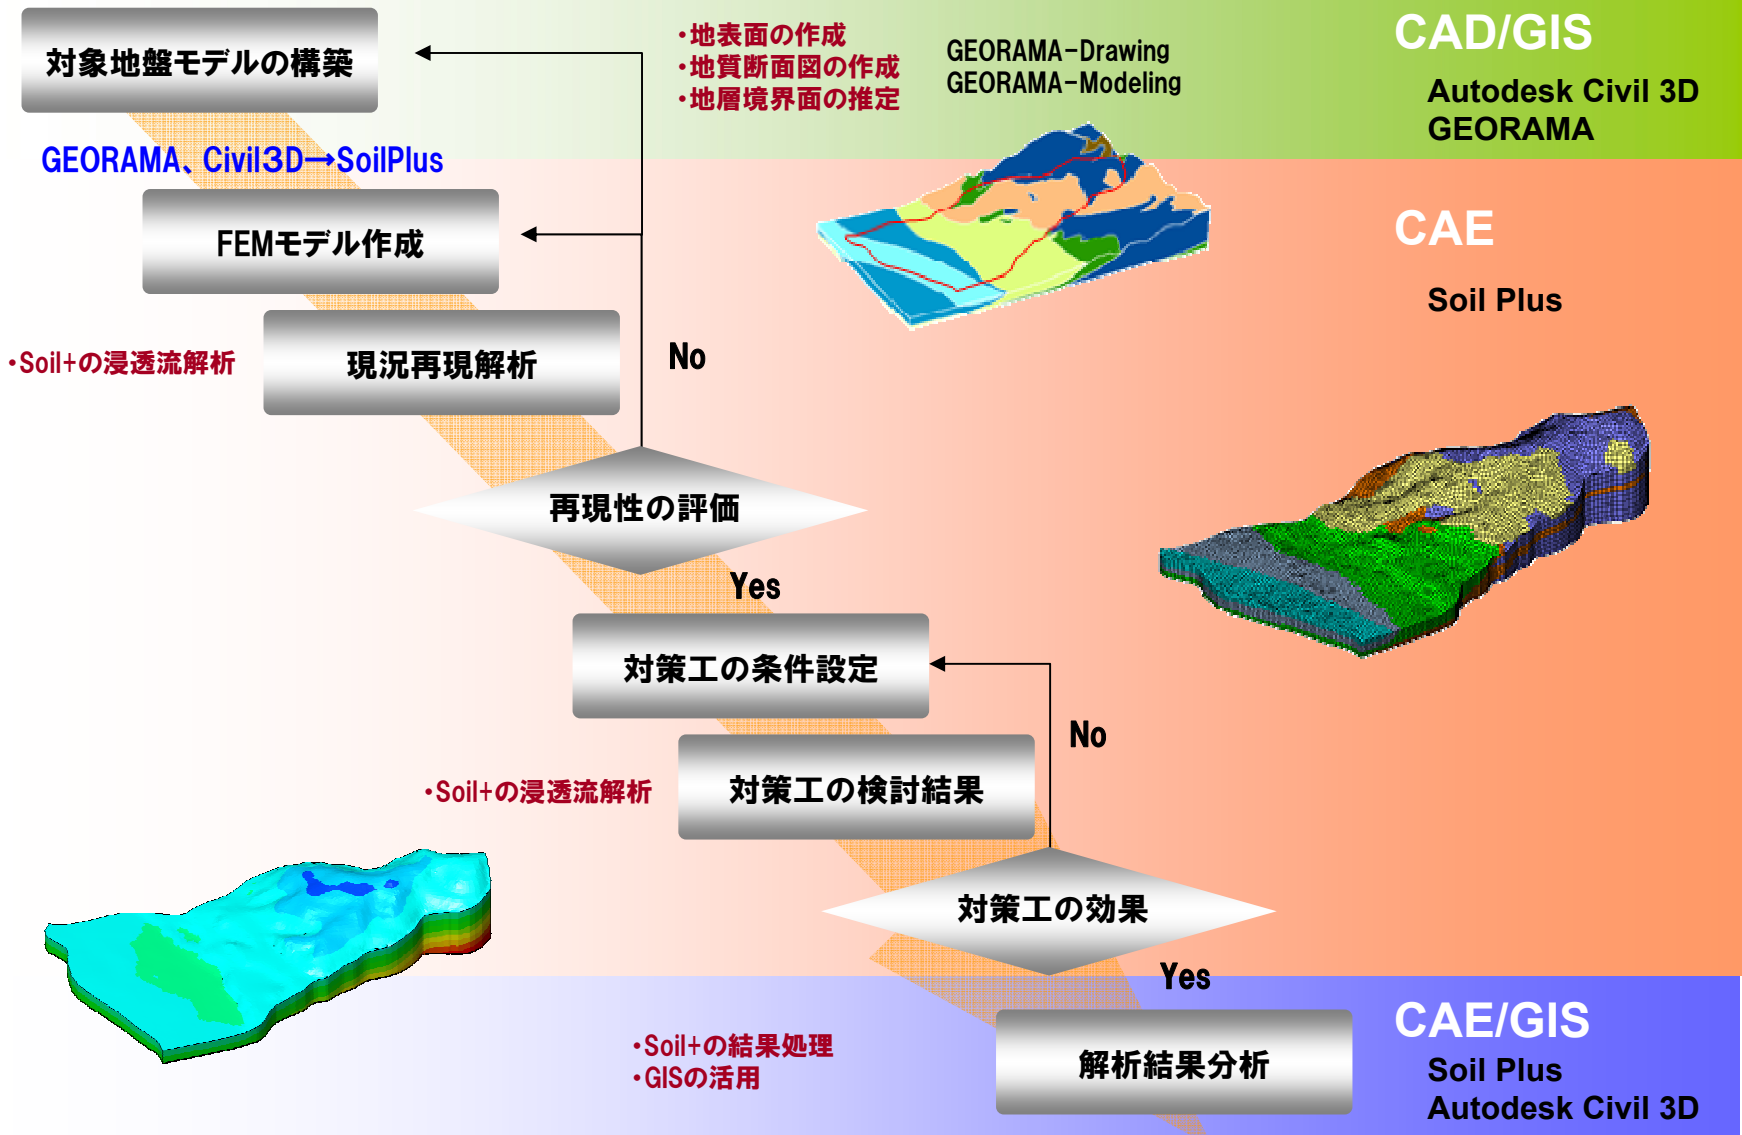 対象地盤モデルの構築
・地表面の作成
・地質断面図の作成
・地層境界面の推定
GEORAMA-Drawing
GEORAMA-Modeling
CAD/GIS
Autodesk Civil 3D
GEORAMA
GEORAMA、Civil3D→SoilPlus
FEMモデル作成
CAE
Soil Plus
・Soil+の浸透流解析
現況再現解析
No
再現性の評価
Yes
対策工の条件設定
No
・Soil+の浸透流解析
対策工の検討結果
対策工の効果
Yes
・Soil+の結果処理
・GISの活用
解析結果分析
CAE/GIS
Soil Plus
Autodesk Civil 3D